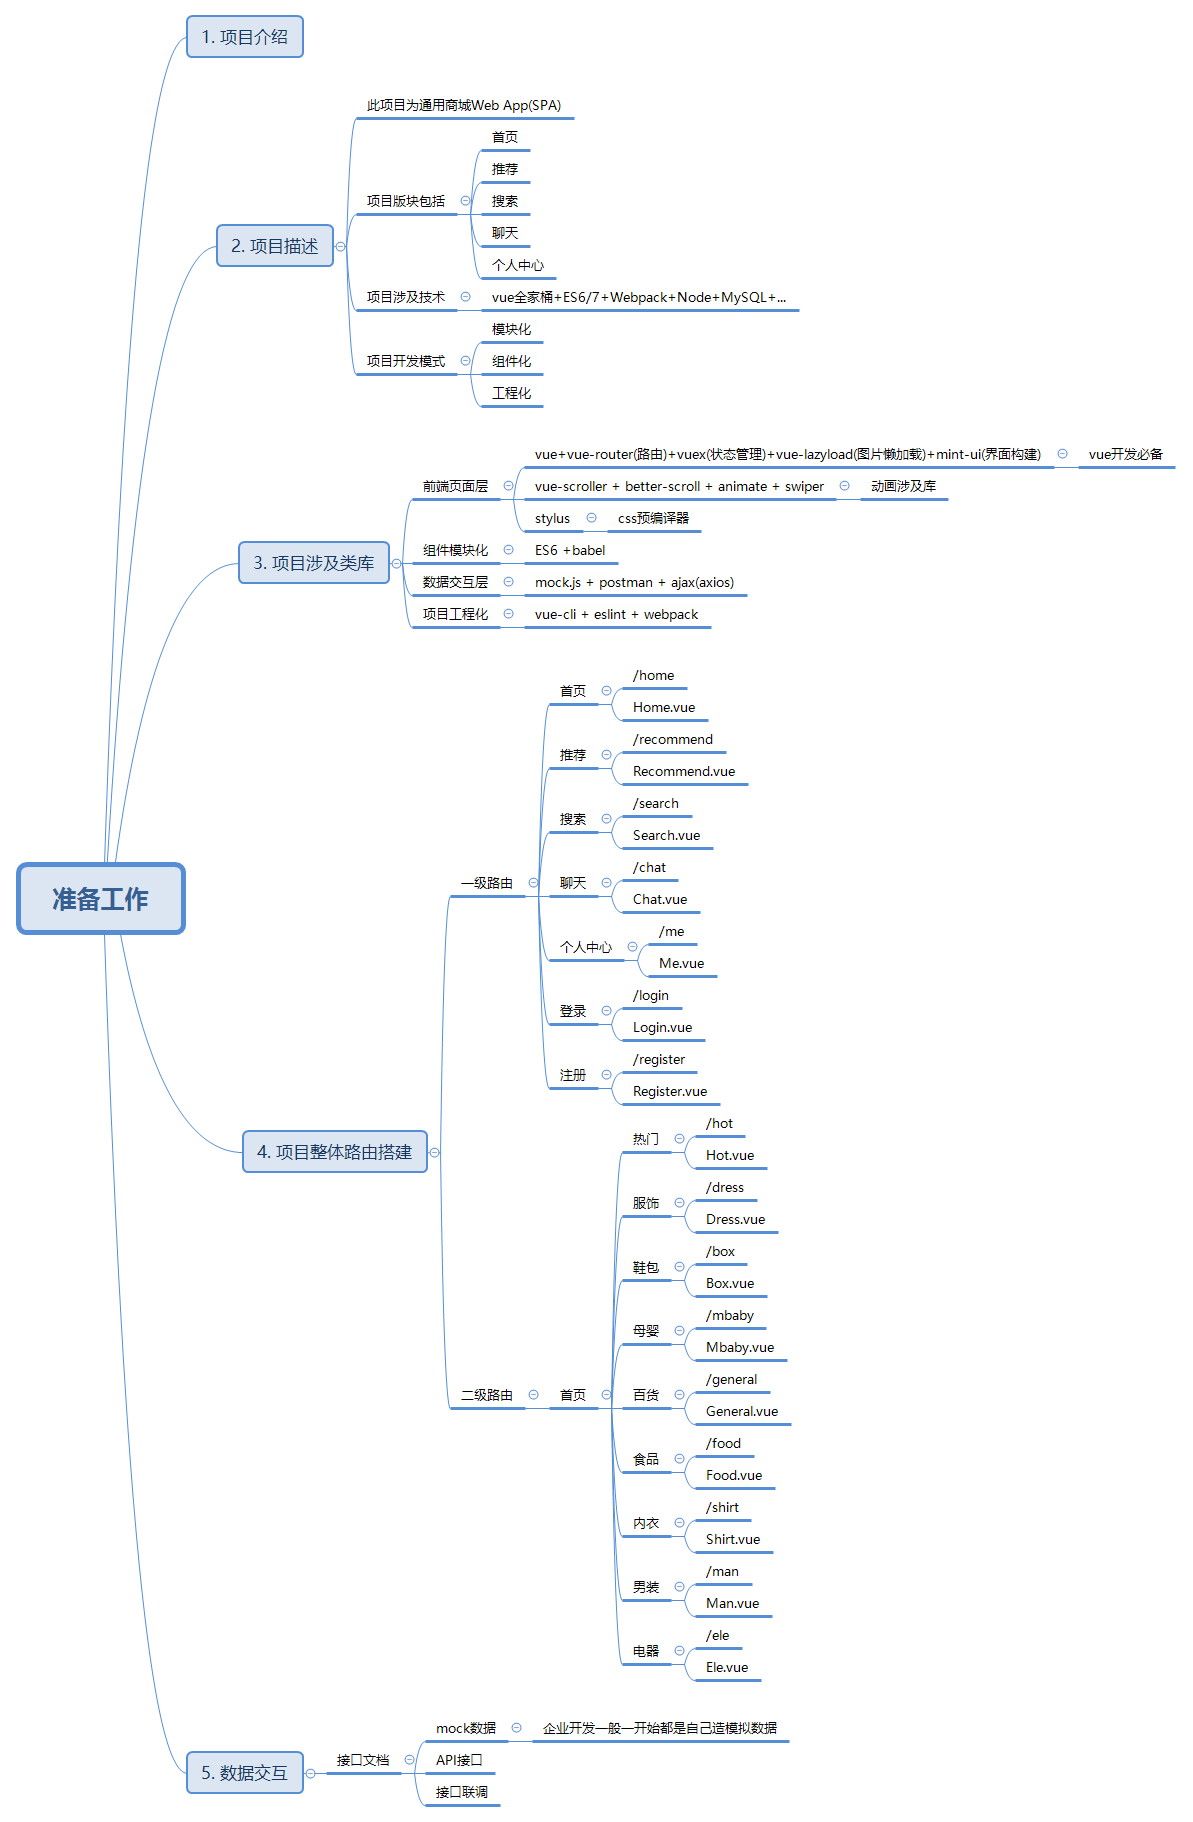 准备工作
1. 项目介绍
2. 项目描述
此项目为通用商城Web App(SPA)
项目版块包括
首页
推荐
搜索
聊天
个人中心
项目涉及技术
vue全家桶+ES6/7+Webpack+Node+MySQL+...
项目开发模式
模块化
组件化
工程化
3. 项目涉及类库
前端页面层
vue+vue-router(路由)+vuex(状态管理)+vue-lazyload(图片懒加载)+mint-ui(界面构建)
vue开发必备
vue-scroller + better-scroll + animate + swiper
动画涉及库
stylus
css预编译器
组件模块化
ES6 +babel
数据交互层
mock.js + postman + ajax(axios)
项目工程化
vue-cli + eslint + webpack
4. 项目整体路由搭建
一级路由
首页
/home
Home.vue
推荐
/recommend
Recommend.vue
搜索
/search
Search.vue
聊天
/chat
Chat.vue
个人中心
/me
Me.vue
登录
/login
Login.vue
注册
/register
Register.vue
二级路由
首页
热门
/hot
Hot.vue
服饰
/dress
Dress.vue
鞋包
/box
Box.vue
母婴
/mbaby
Mbaby.vue
百货
/general
General.vue
食品
/food
Food.vue
内衣
/shirt
Shirt.vue
男装
/man
Man.vue
电器
/ele
Ele.vue
5. 数据交互
接口文档
mock数据
企业开发一般一开始都是自己造模拟数据
API接口
接口联调